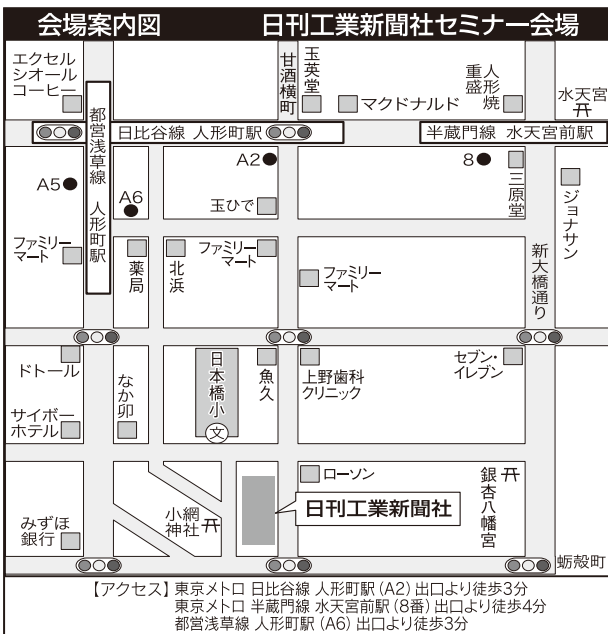 会場案内図 日刊工業新聞社セミナー会場
エクセル
シオール
コーヒー
甘酒横町
玉英堂
マクドナルド
人形焼
重盛
水天宮
都営浅草線 人形町駅
日比谷線 人形町駅
半蔵門線 水天宮前駅
A5
A6
A2
8
玉ひで
三原堂
ジョナサン
ファミリー
マート
薬局
北浜
ファミリー
マート
ファミリー
マート
新大橋通り
ドトール
なか卯
日本橋小
文
魚久
上野歯科
クリニック
セブン・
イレブン
サイボー
ホテル
ローソン
銀杏八幡宮
みずほ
銀行
小網
神社
日刊工業新聞社
蛎殻町
【アクセス】東京メトロ 日比谷線 人形町駅(A2)出口より徒歩3分
東京メトロ 半蔵門線 水天宮前駅(8番)出口より徒歩4分
都営浅草線 人形町駅(A6)出口より徒歩3分